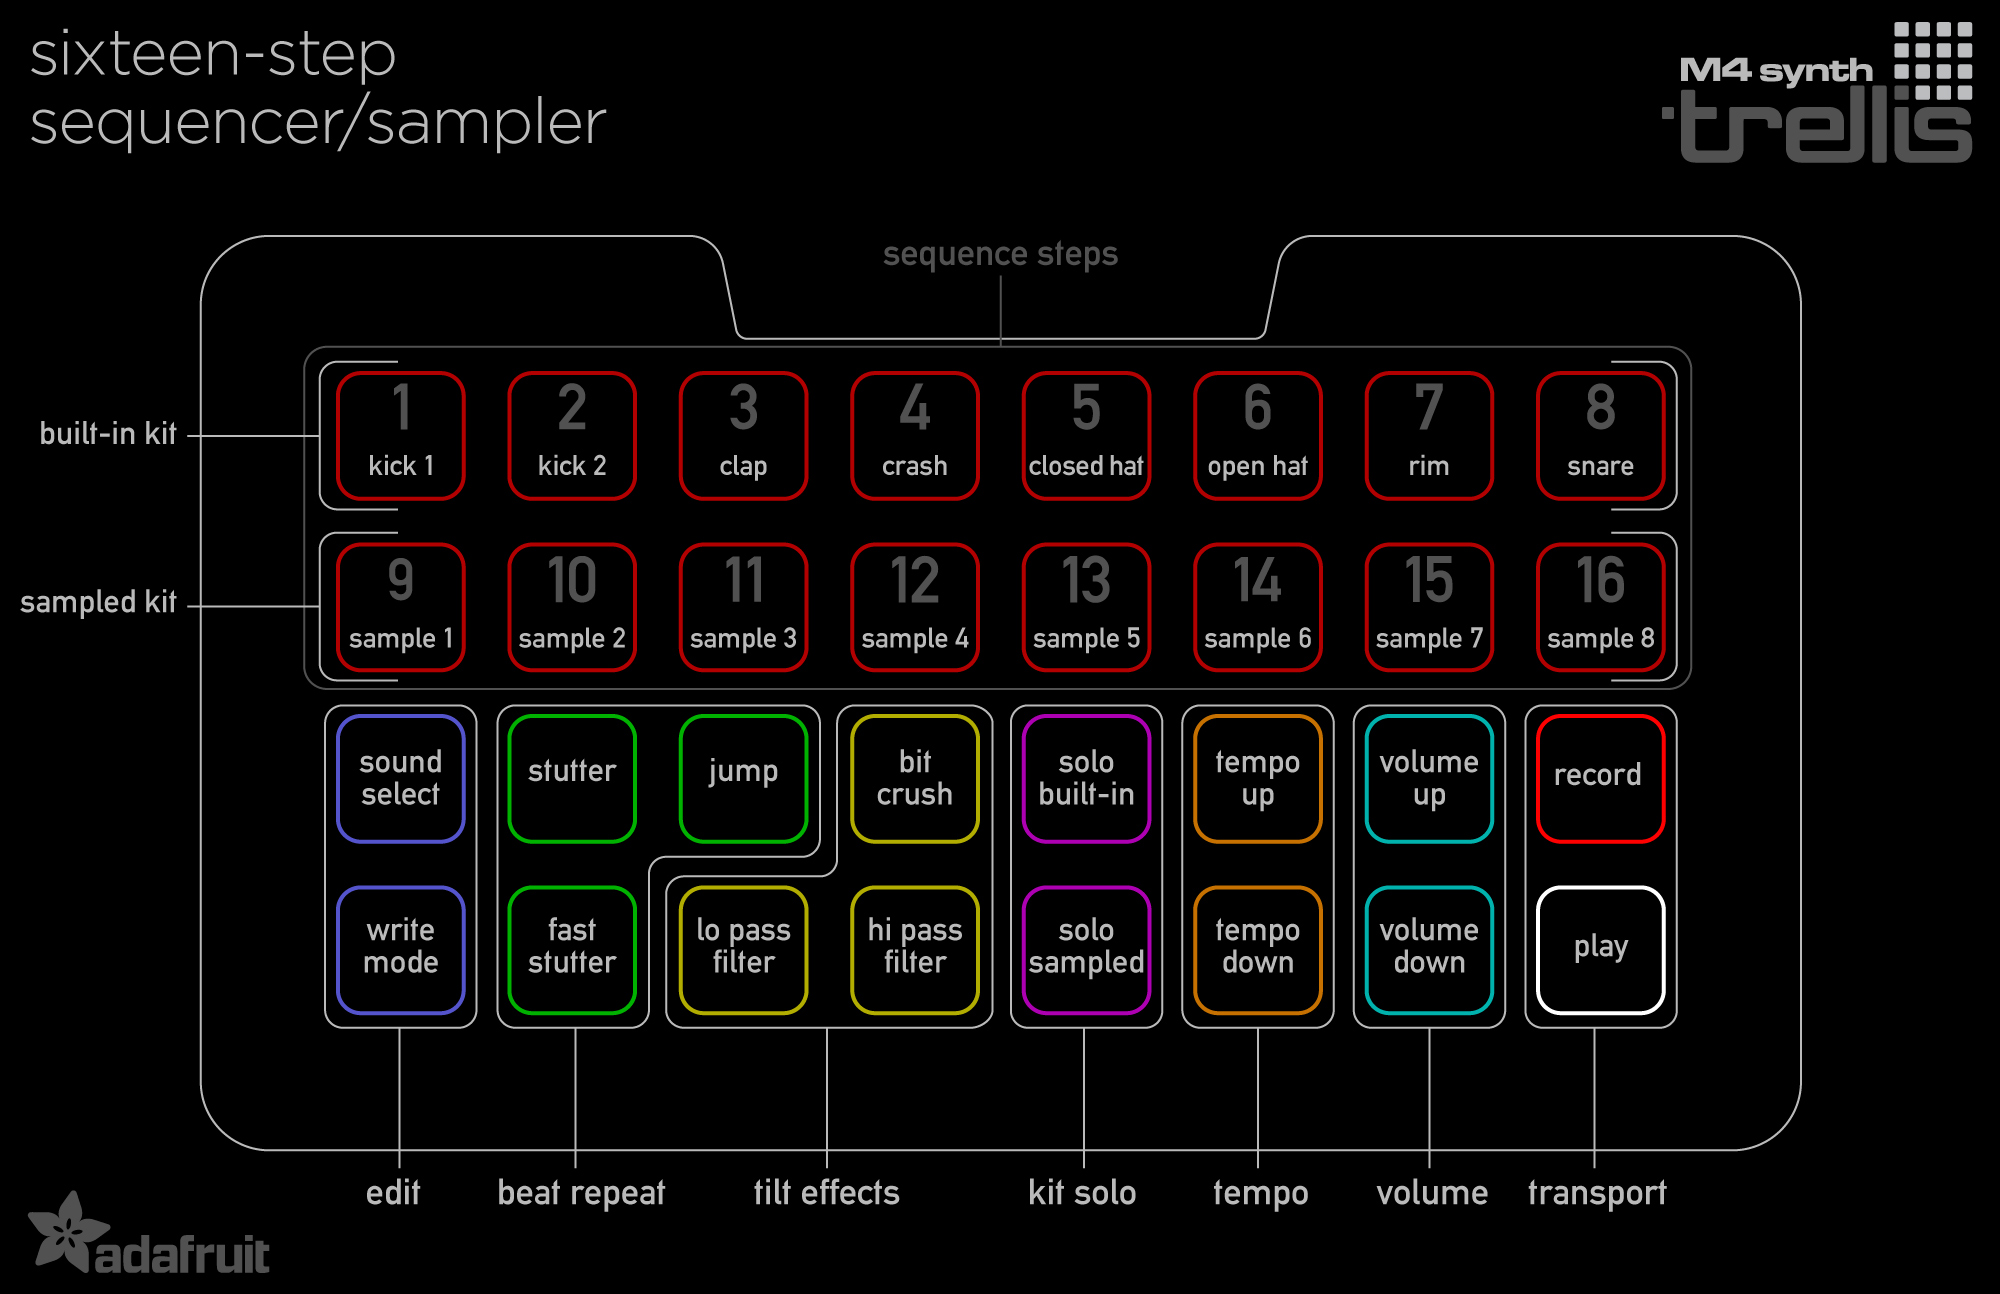 sixteen-step
sequencer/sampler
M4 synth
trellis
sequence steps
built-in kit
1 2 3 4 5 6 7 8
kick 1 kick 2 clap crash closed hat open hat rim snare
sampled kit
9 10 11 12 13 14 15 16
sample 1 sample 2 sample 3 sample 4 sample 5 sample 6 sample 7 sample 8
sound
select
stutter
jump
bit
crush
solo
built-in
tempo
up
volume
up
record
write
mode
fast
stutter
lo pass
filter
hi pass
filter
solo
sampled
tempo
down
volume
down
play
edit
beat repeat
tilt effects
kit solo
tempo
volume
transport
adafruit